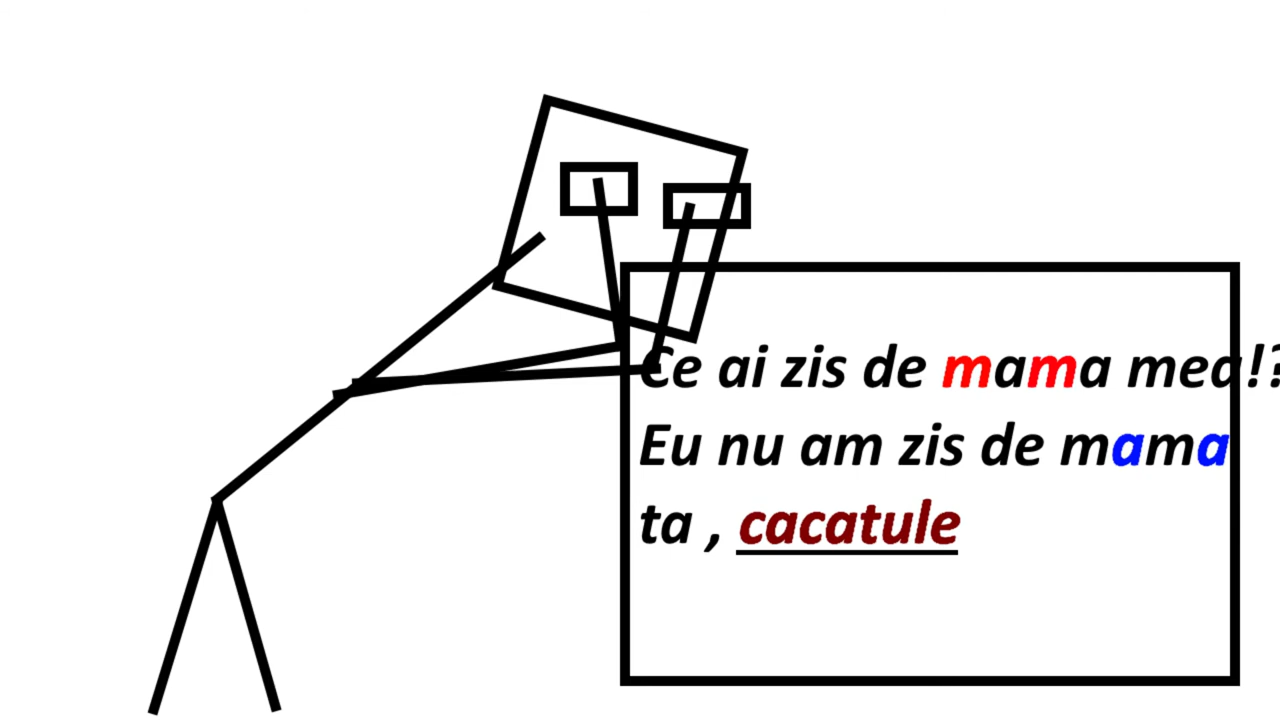 Ce ai zis de mama mea!?
Eu nu am zis de mama
ta , cacatule